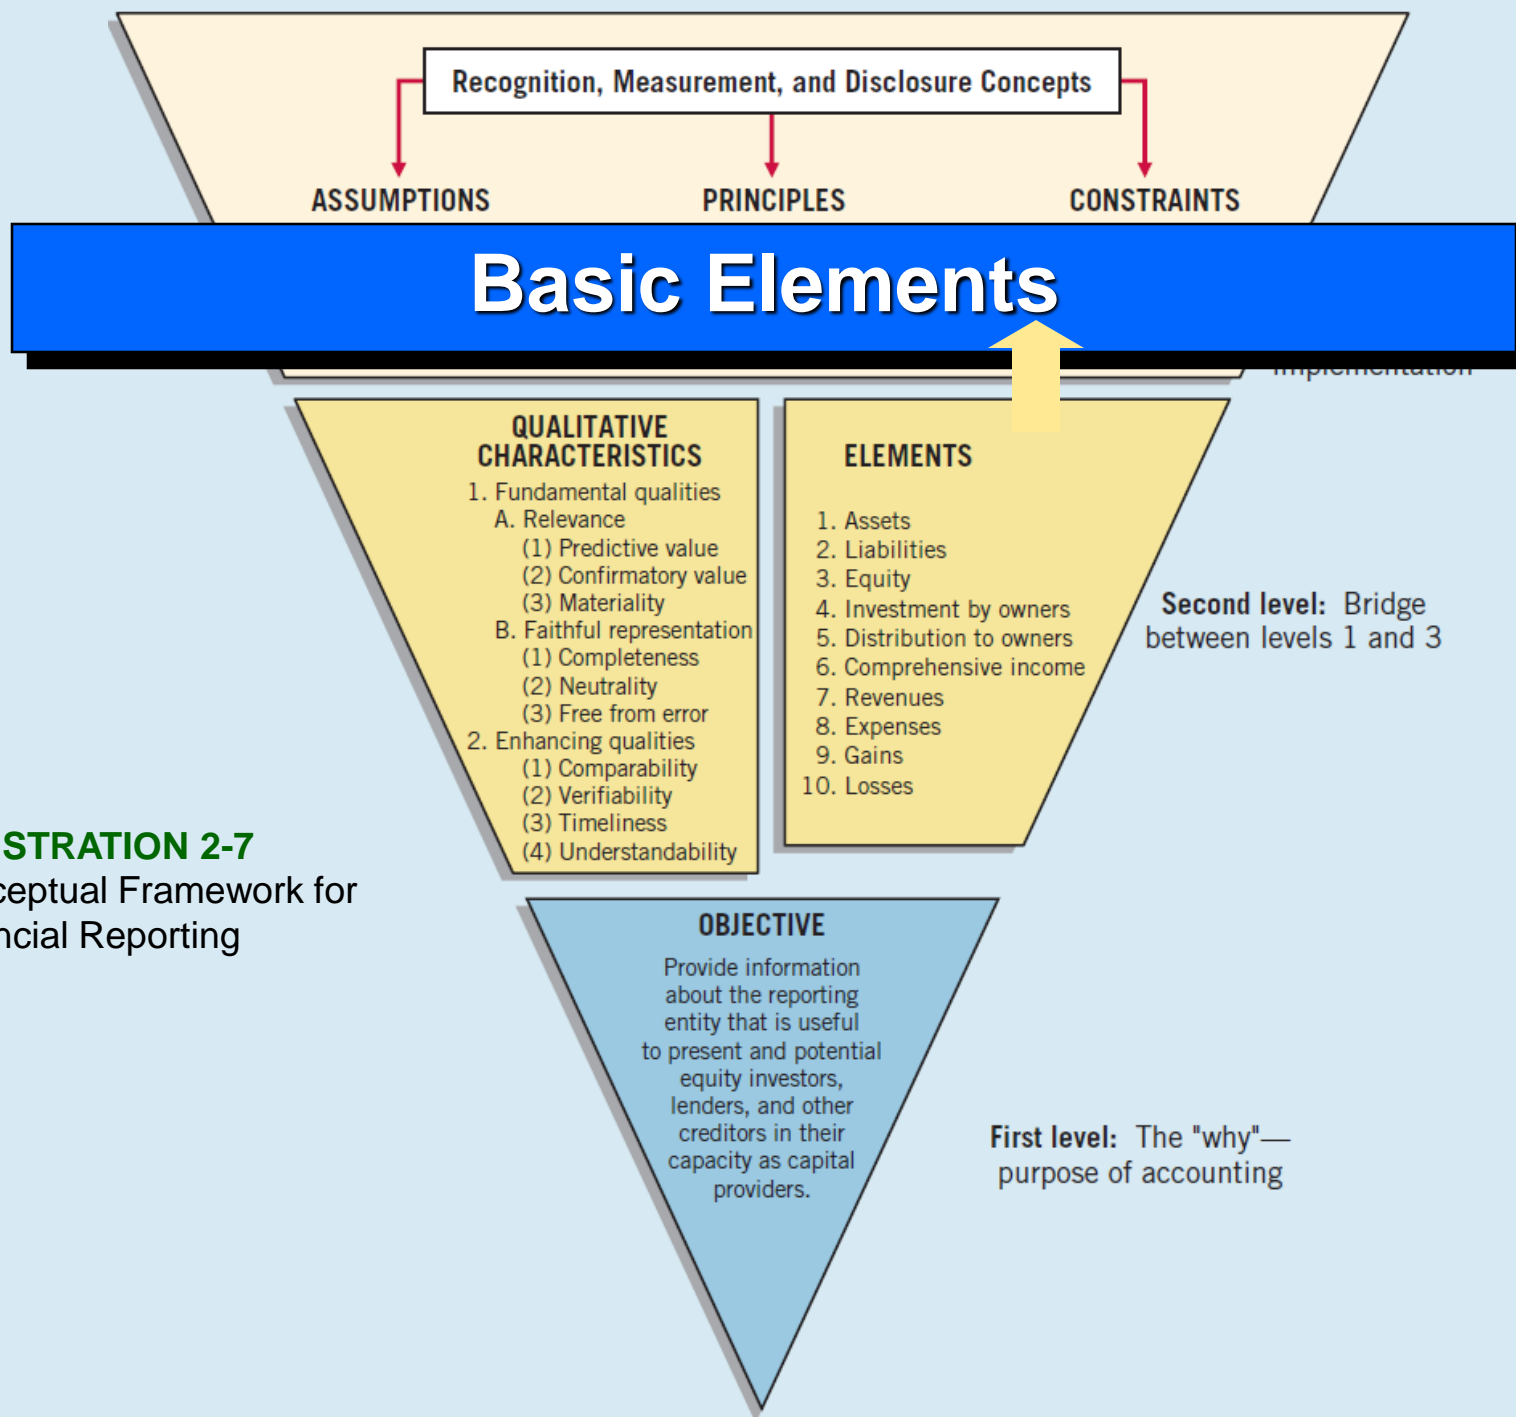 Recognition, Measurement, and Disclosure Concepts
ASSUMPTIONS PRINCIPLES CONSTRAINTS
Basic Elements
implementation
QUALITATIVE
CHARACTERISTICS
1. Fundamental qualities
A. Relevance
(1) Predictive value
(2) Confirmatory value
(3) Materiality
B. Faithful representation
(1) Completeness
(2) Neutrality
(3) Free from error
2. Enhancing qualities
(1) Comparability
(2) Verifiability
(3) Timeliness
(4) Understandability
ELEMENTS
1. Assets
2. Liabilities
3. Equity
4. Investment by owners
5. Distribution to owners
6. Comprehensive income
7. Revenues
8. Expenses
9. Gains
10. Losses
Second level: Bridge
between levels 1 and 3
STRATION 2-7
ceptual Framework for
ncial Reporting
OBJECTIVE
Provide information
about the reporting
entity that is useful
to present and potential
equity investors,
lenders, and other
creditors in their
capacity as capital
providers.
First level: The "why"—
purpose of accounting